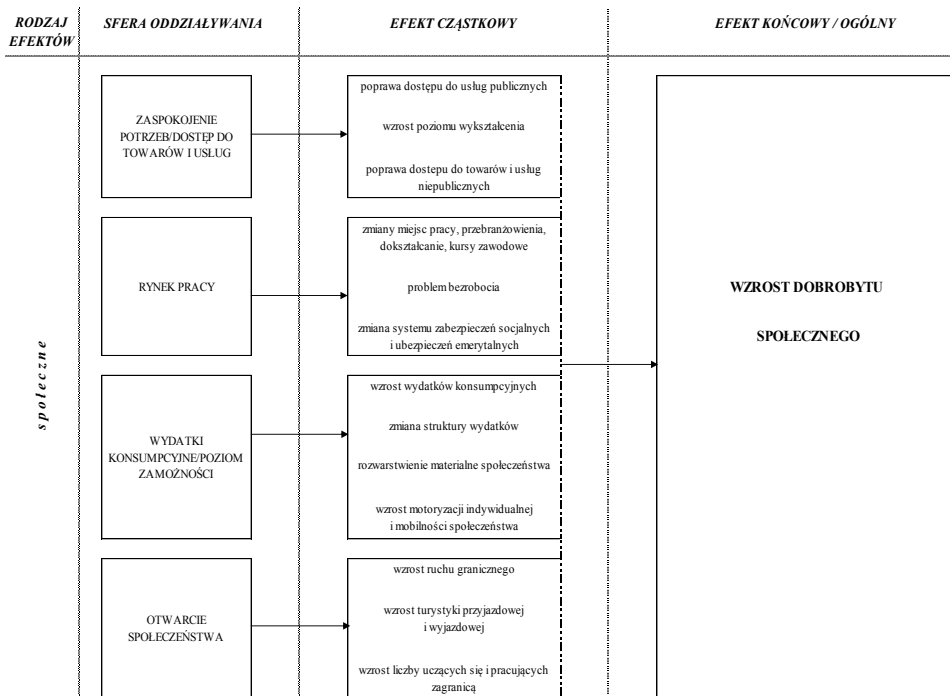 RODZAJ
EFEKTÓW
SFERA ODDZIAŁYWANIA
EFEKT CZĄSTKOWY
EFEKT KOŃCOWY / OGÓLNY
społeczne
ZASPOKOJENIE
POTRZEB/DOSTĘP DO
TOWARÓW I USŁUG
poprawa dostępu do usług publicznych
wzrost poziomu wykształcenia
poprawa dostepu do towarów i usług
niepublicznych
RYNEK PRACY
zmiany miejsc pracy, przebranżowienia,
dokształcanie, kursy zawodowe
problem bezrobocia
zmiana systemu zabezpieczeń socjalnych
i ubezpieczeń emerytalnych
WYDATKI
KONSUMPCYJNE/POZIOM
ZAMOŻNOŚCI
wzrost wydatków konsumpcyjnych
zmiana struktury wydatków
rozwarstwienie materialne społeczeństwa
wzrost motoryzacji indywidualnej
i mobilności społeczeństwa
OTWARCIE
SPOŁECZEŃSTWA
wzrost ruchu granicznego
wzrost turystyki przyjazdowej
i wyjazdowej
wzrost liczby uczących się i pracujących
zagranicą
WZROST DOBROBYTU
SPOŁECZNEGO